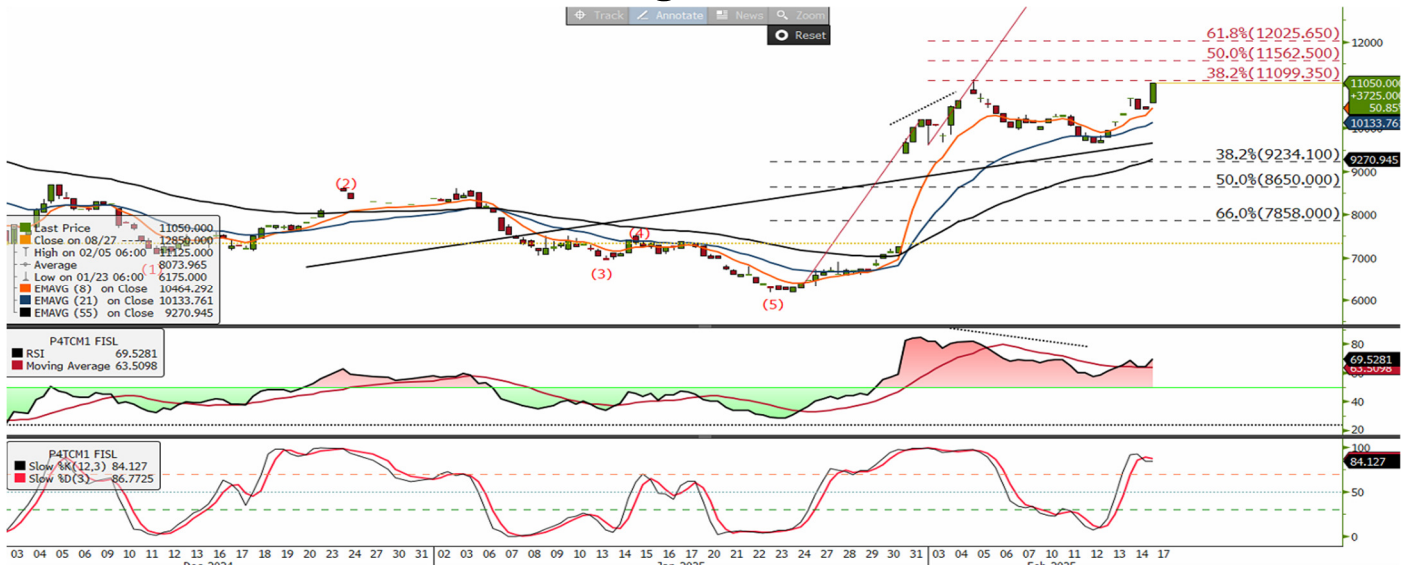 Track Annotate News Zoom
Reset
61.8%(12025.650)
50.0%(11562.500)
38.2%(11099.350)
38.2%(9234.100)
50.0%(8650.000)
66.0%(7858.000)
12000
11050.000
+3725.000
50.85%
10133.76
9270.945
9000
8000
7000
6000
(2)
(4)
(3)
(5)
Last Price 11050.000
Close on 08/27 12850.000
High on 02/05 06:00 11125.000
Average 8073.965
Low on 01/23 06:00 6175.000
EMAVG (8) on Close 10464.292
EMAVG (21) on Close 10133.761
EMAVG (55) on Close 9270.945
P4TCM1 FISL
RSI 69.5281
Moving Average 63.5098
80
69.5281
63.5098
40
20
P4TCM1 FISL
Slow %K(12,3) 84.127
Slow %D(3) 86.7725
100
84.127
50
0
03 04 05 06 09 10 11 12 13 16 17 18 19 20 23 24 27 30 31 02 03 06 07 08 09 10 13 14 15 16 17 20 21 22 23 24 27 28 29 30 31 03 04 05 06 07 10 11 12 13 14 17